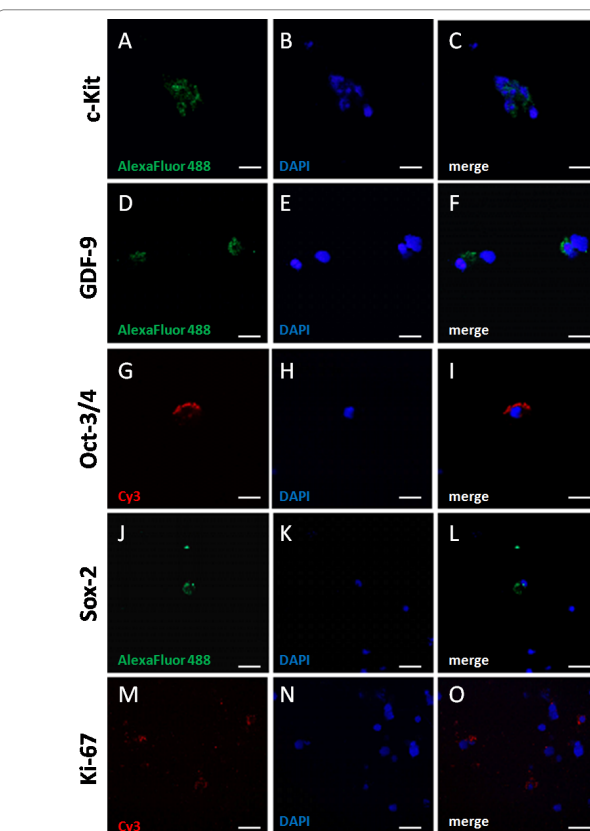 c-Kit
A
AlexaFluor 488
B
DAPI
C
merge
GDF-9
D
AlexaFluor 488
E
DAPI
F
merge
Oct-3/4
G
Cy3
H
DAPI
I
merge
Sox-2
J
AlexaFluor 488
K
DAPI
L
merge
Ki-67
M
Cy3
N
DAPI
O
merge